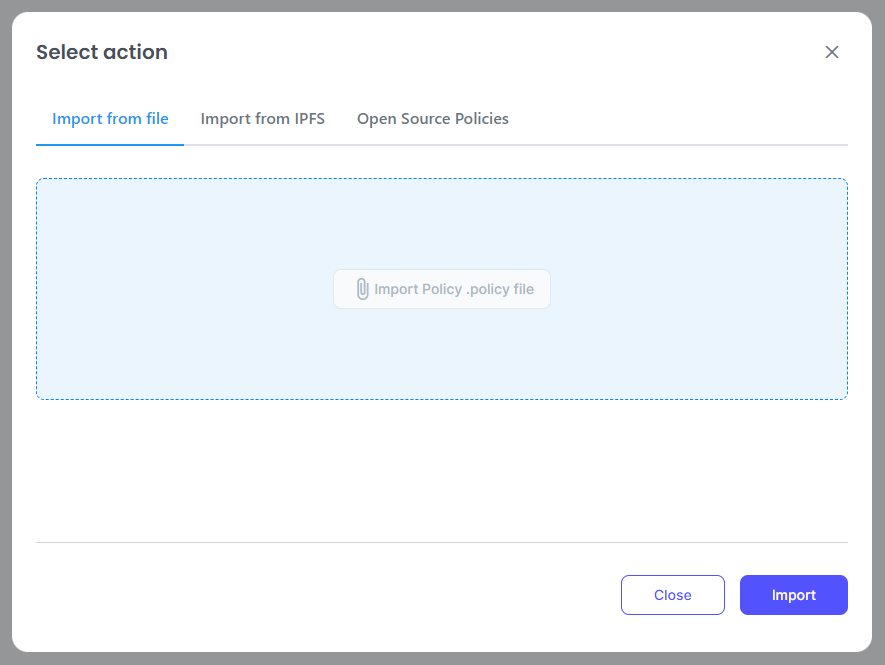 Select action
Import from file
Import from IPFS
Open Source Policies
Import Policy .policy file
Close
Import